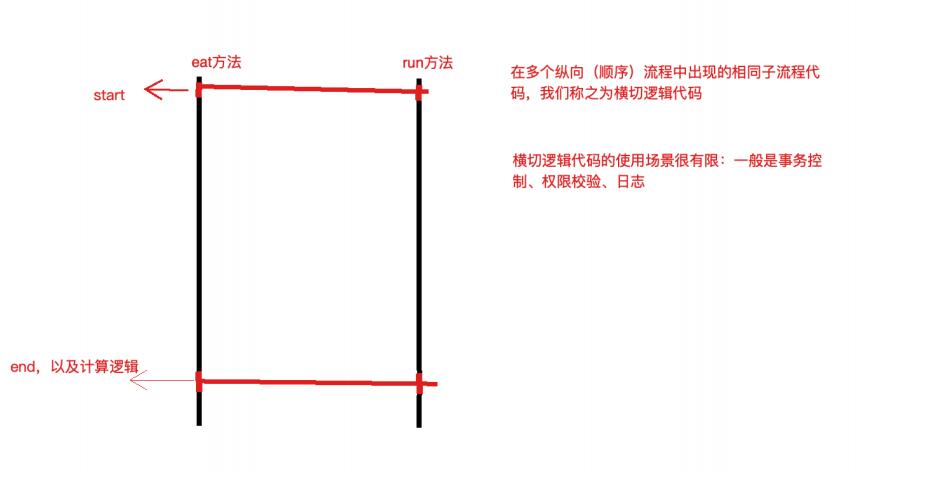 eat方法
run方法
start
end，以及计算逻辑
在多个纵向（顺序）流程中出现的相同子流程代
码，我们称之为横切逻辑代码
横切逻辑代码的使用场景很有限：一般是事务控
制、权限校验、日志